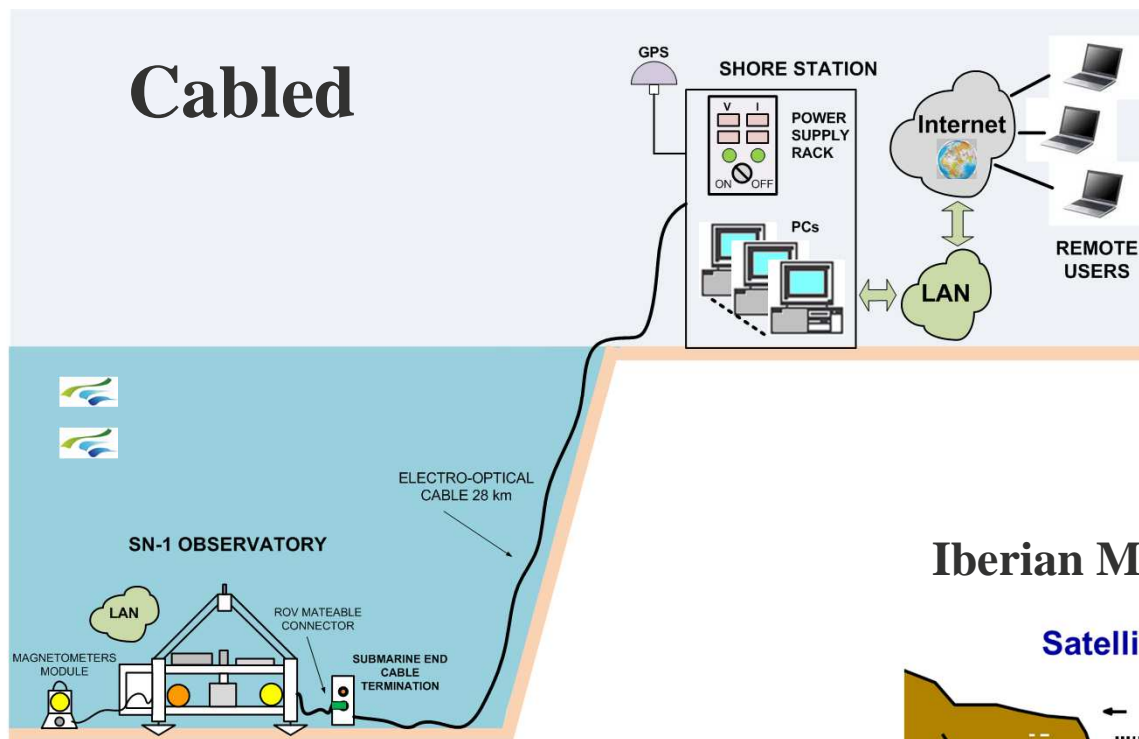 Cabled
GPS
SHORE STATION
V I
POWER
SUPPLY
RACK
ON OFF
PCs
Internet
LAN
REMOTE
USERS
ELECTRO-OPTICAL
CABLE 28 km
SN-1 OBSERVATORY
LAN
ROV MATEABLE
CONNECTOR
MAGNETOMETERS
MODULE
SUBMARINE END
CABLE
TERMINATION
Iberian M
Satelli